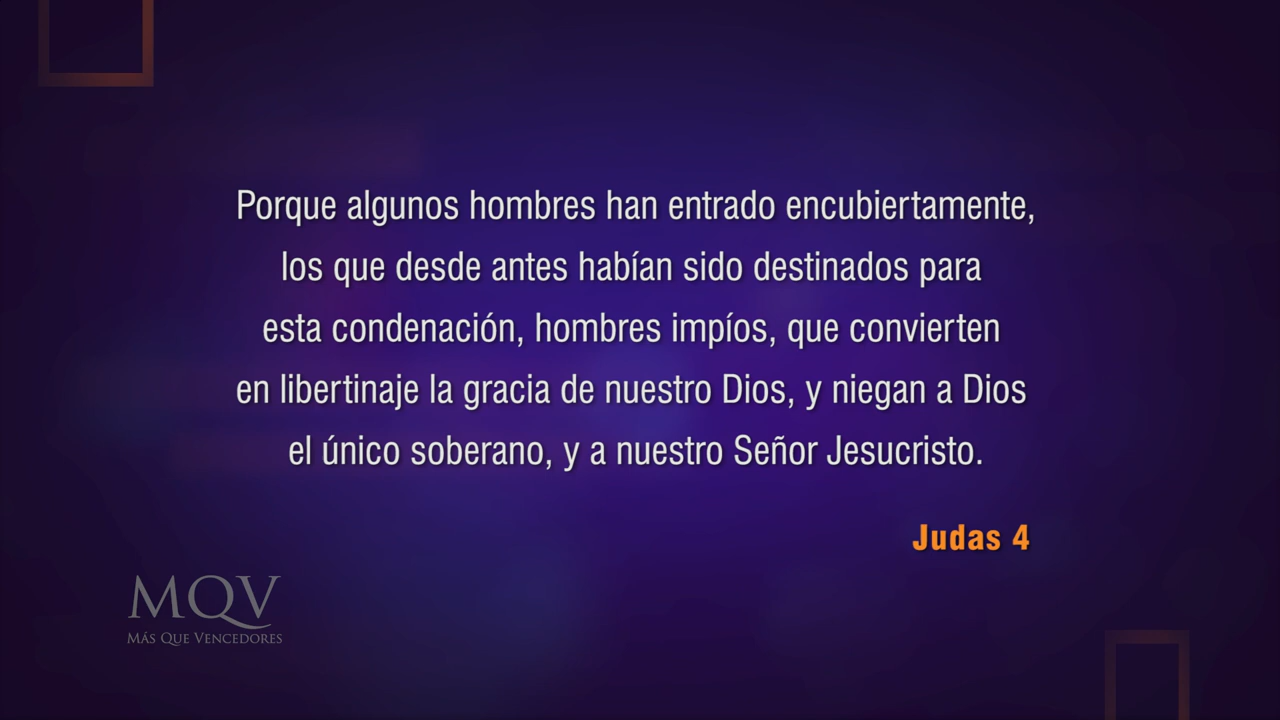 Porque algunos hombres han entrado encubiertamente,
los que desde antes habían sido destinados para
esta condenación, hombres impíos, que convierten
en libertinaje la gracia de nuestro Dios, y niegan a Dios
el único soberano, y a nuestro Señor Jesucristo.
Judas 4
MQV
MÁS QUE VENCEDORES